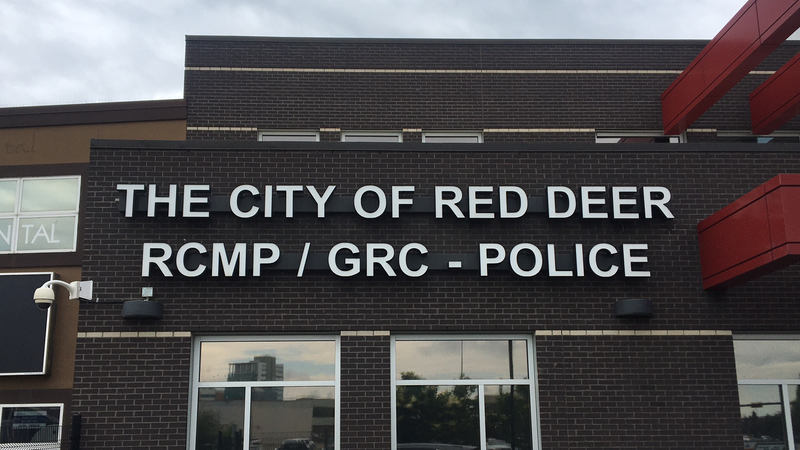 THE CITY OF RED DEER
RCMP / GRC - POLICE